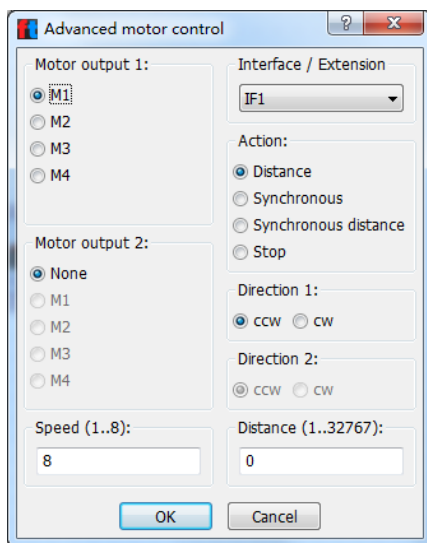 Advanced motor control
Motor output 1:
M1
M2
M3
M4
Motor output 2:
None
M1
M2
M3
M4
Speed (1..8):
8
Interface / Extension
IF1
Action:
Distance
Synchronous
Synchronous distance
Stop
Direction 1:
ccw cw
Direction 2:
ccw cw
Distance (1..32767):
0
OK Cancel